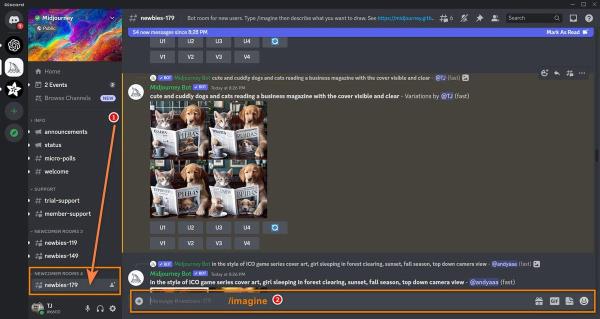 Discord
Midjourney
Public
Home
2 Events
Browse Channels
NEW
INFO
announcements
status
micro-polls
welcome
SUPPORT
trial-support
member-support
NEWCOMER ROOMS 3
newbies-119
newbies-149
NEWCOMER ROOMS 4
newbies-179
TJ
1
newbies-179
Bot room for new users. Type /imagine then describe what you want to draw. See https://midjourney.gith...
6
Search
54 new messages since 8:26 PM
Mark As Read
U1 U2 U3 U4
V1 V2 V3 V4
BOT Midjourney Bot cute and cuddly dogs and cats reading a business magazine with the cover visible and clear - @TJ (fast)
Midjourney Bot BOT Today at 8:26 PM
cute and cuddly dogs and cats reading a business magazine with the cover visible and clear - Variations by @TJ (fast)
U1 U2 U3 U4
V1 V2 V3 V4
BOT Midjourney Bot in the style of ICO game series cover art, girl sleeping in forest clearing, sunset, fall season, top down camera view - @andyaaa (fast)
Midjourney Bot BOT Today at 8:26 PM
in the style of ICO game series cover art, girl sleeping in forest clearing, sunset, fall season, top down camera view - @andyaaa (fast)
Message #newbies-179
/imagine
2
GIF